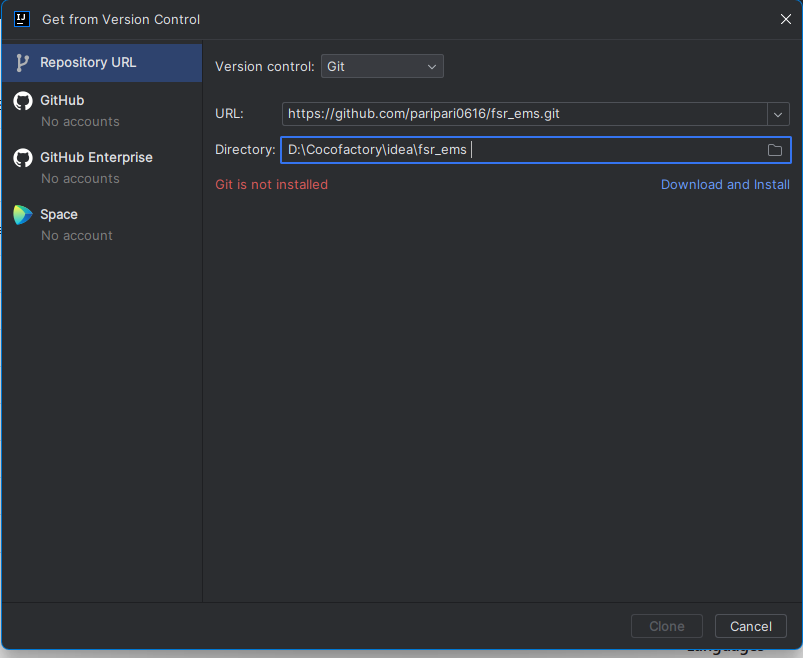 IJ
Get from Version Control
Repository URL
GitHub
No accounts
GitHub Enterprise
No accounts
Space
No account
Version control: Git
URL: https://github.com/paripari0616/fsr_ems.git
Directory: D:\Cocofactory\idea\fsr_ems
Git is not installed Download and Install
Clone Cancel